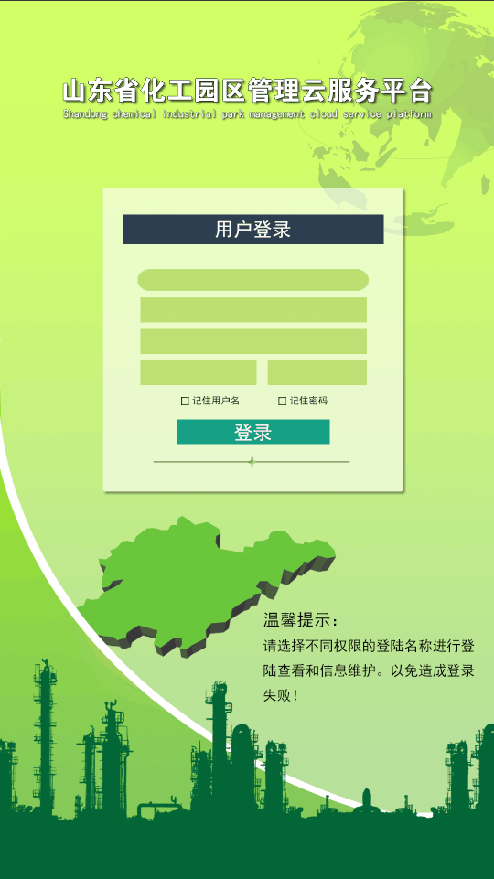 山东省化工园区管理云服务平台
Shandong chemical industrial park management cloud service platform
用户登录
记住用户名 记住密码
登录
温馨提示：
请选择不同权限的登陆名称进行登
陆查看和信息维护。以免造成登录
失败！